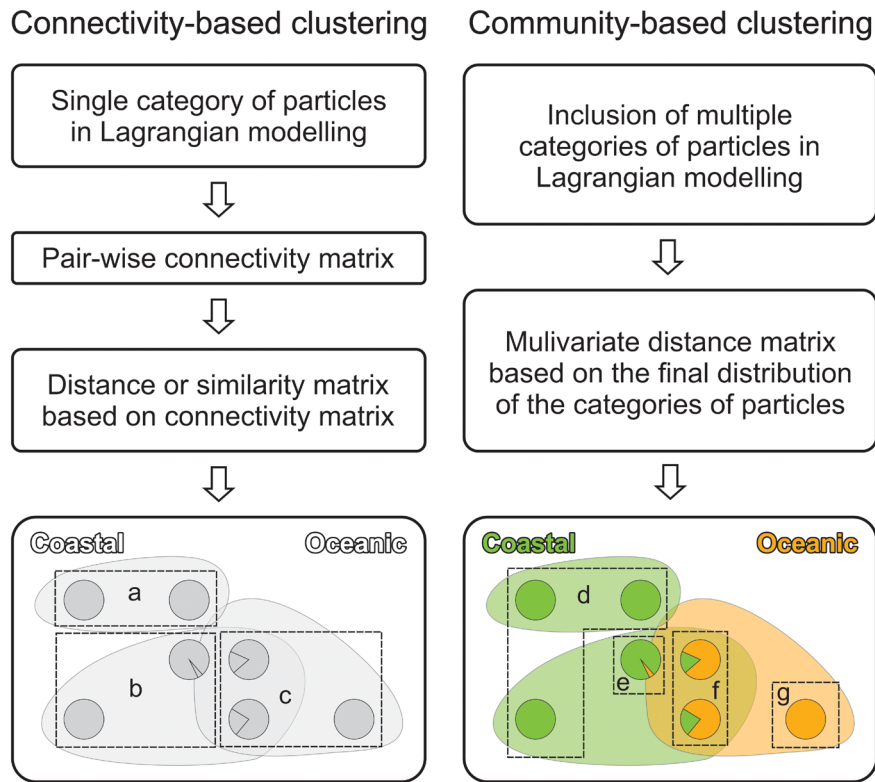 Connectivity-based clustering
Single category of particles
in Lagrangian modelling
Pair-wise connectivity matrix
Distance or similarity matrix
based on connectivity matrix
Coastal
Oceanic
a
b
c
Community-based clustering
Inclusion of multiple
categories of particles in
Lagrangian modelling
Mulivariate distance matrix
based on the final distribution
of the categories of particles
Coastal
Oceanic
d
e
f
g